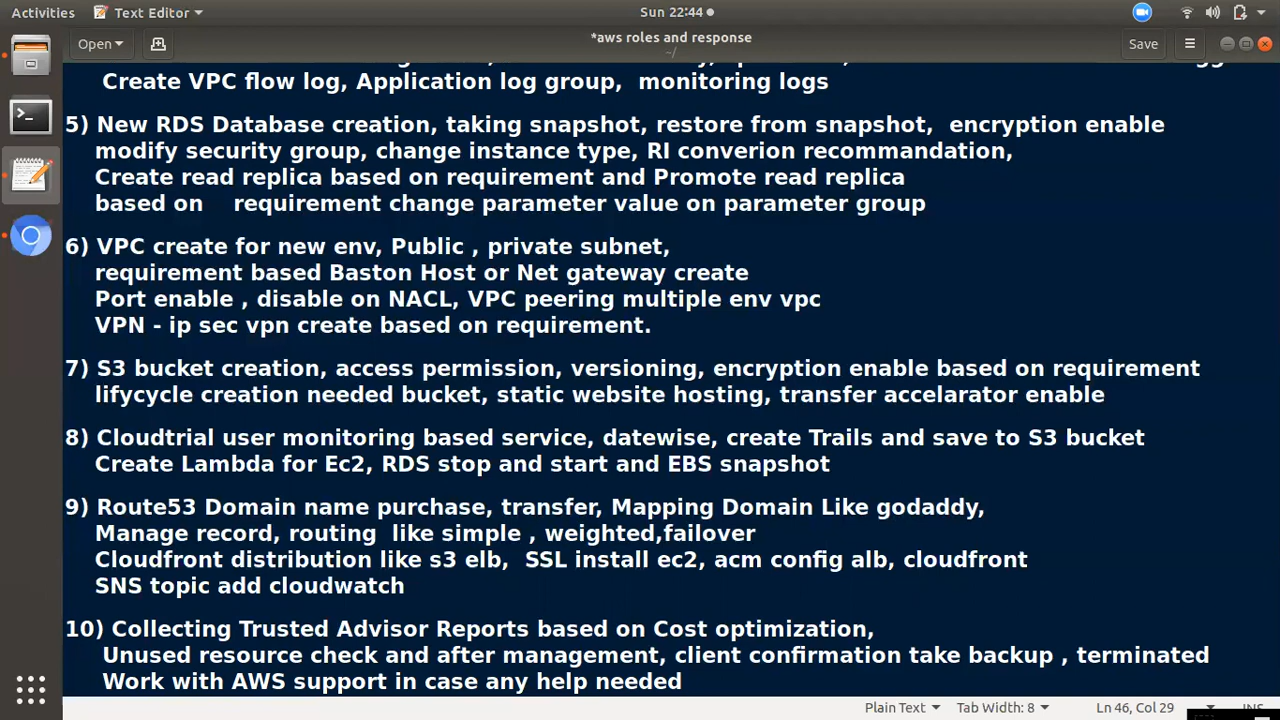 Activities
Text Editor
Sun 22:44
Open
*aws roles and response
~/
Save
Create VPC flow log, Application log group,  monitoring logs
5) New RDS Database creation, taking snapshot, restore from snapshot,  encryption enable
modify security group, change instance type, RI converion recommandation,
Create read replica based on requirement and Promote read replica
based on    requirement change parameter value on parameter group
6) VPC create for new env, Public , private subnet,
requirement based Baston Host or Net gateway create
Port enable , disable on NACL, VPC peering multiple env vpc
VPN - ip sec vpn create based on requirement.
7) S3 bucket creation, access permission, versioning, encryption enable based on requirement
lifycycle creation needed bucket, static website hosting, transfer accelarator enable
8) Cloudtrial user monitoring based service, datewise, create Trails and save to S3 bucket
Create Lambda for Ec2, RDS stop and start and EBS snapshot
9) Route53 Domain name purchase, transfer, Mapping Domain Like godaddy,
Manage record, routing  like simple , weighted,failover
Cloudfront distribution like s3 elb,  SSL install ec2, acm config alb, cloudfront
SNS topic add cloudwatch
10) Collecting Trusted Advisor Reports based on Cost optimization,
Unused resource check and after management, client confirmation take backup , terminated
Work with AWS support in case any help needed
Plain Text
Tab Width: 8
Ln 46, Col 29